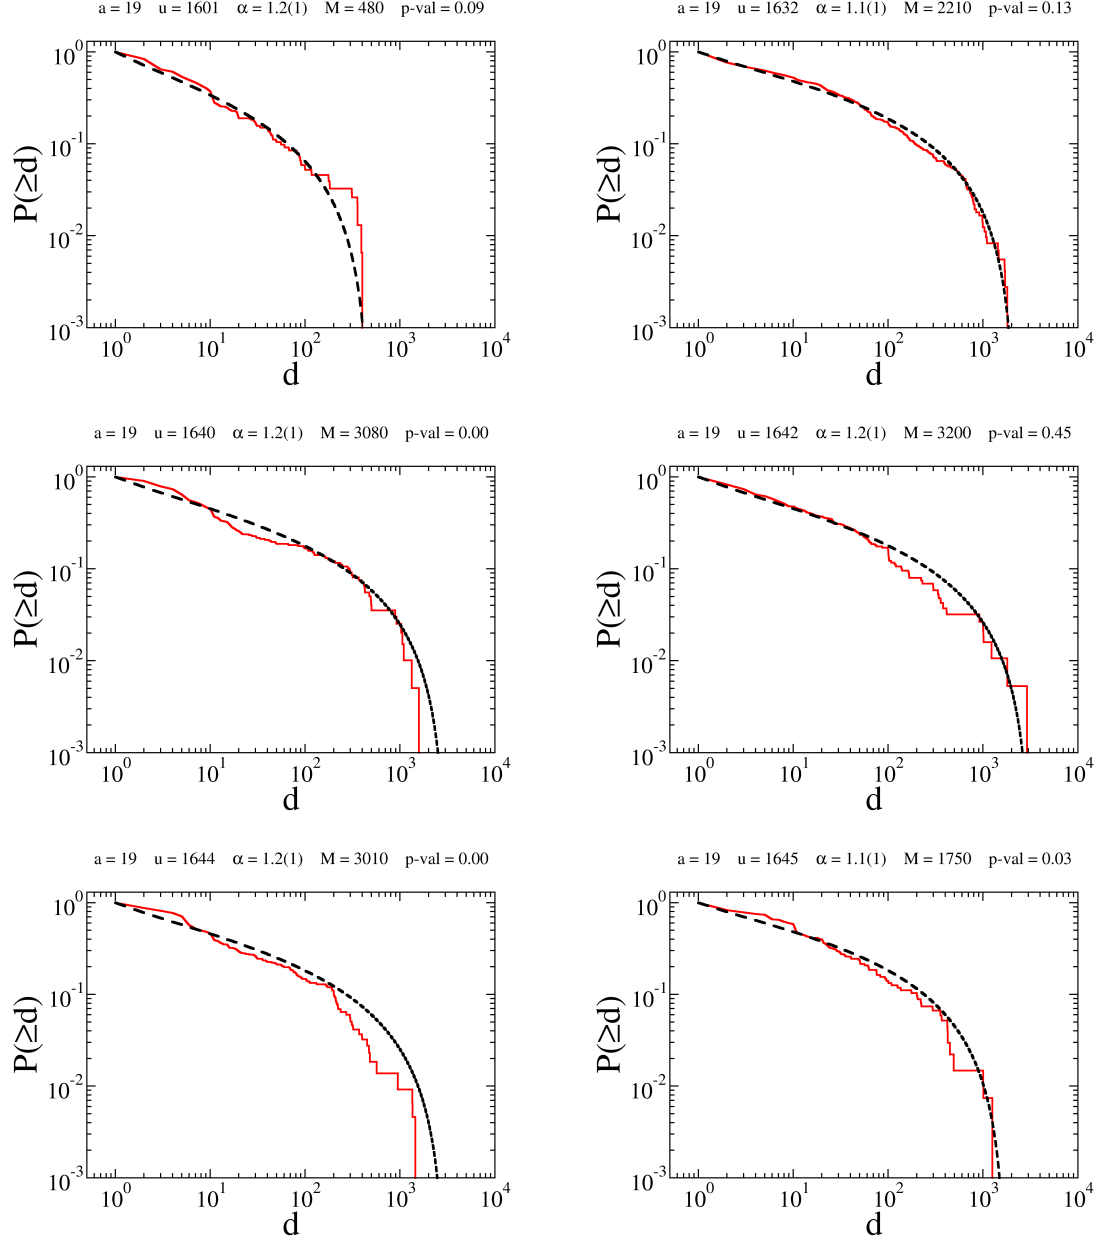 a = 19 u = 1601 α = 1.2(1) M = 480 p-val = 0.09
10^0
10^-1
10^-2
10^-3
P(≥d)
10^0 10^1 10^2 10^3 10^4
d
a = 19 u = 1632 α = 1.1(1) M = 2210 p-val = 0.13
10^0
10^-1
10^-2
10^-3
P(≥d)
10^0 10^1 10^2 10^3 10^4
d
a = 19 u = 1640 α = 1.2(1) M = 3080 p-val = 0.00
10^0
10^-1
10^-2
10^-3
P(≥d)
10^0 10^1 10^2 10^3 10^4
d
a = 19 u = 1642 α = 1.2(1) M = 3200 p-val = 0.45
10^0
10^-1
10^-2
10^-3
P(≥d)
10^0 10^1 10^2 10^3 10^4
d
a = 19 u = 1644 α = 1.2(1) M = 3010 p-val = 0.00
10^0
10^-1
10^-2
10^-3
P(≥d)
10^0 10^1 10^2 10^3 10^4
d
a = 19 u = 1645 α = 1.1(1) M = 1750 p-val = 0.03
10^0
10^-1
10^-2
10^-3
P(≥d)
10^0 10^1 10^2 10^3 10^4
d